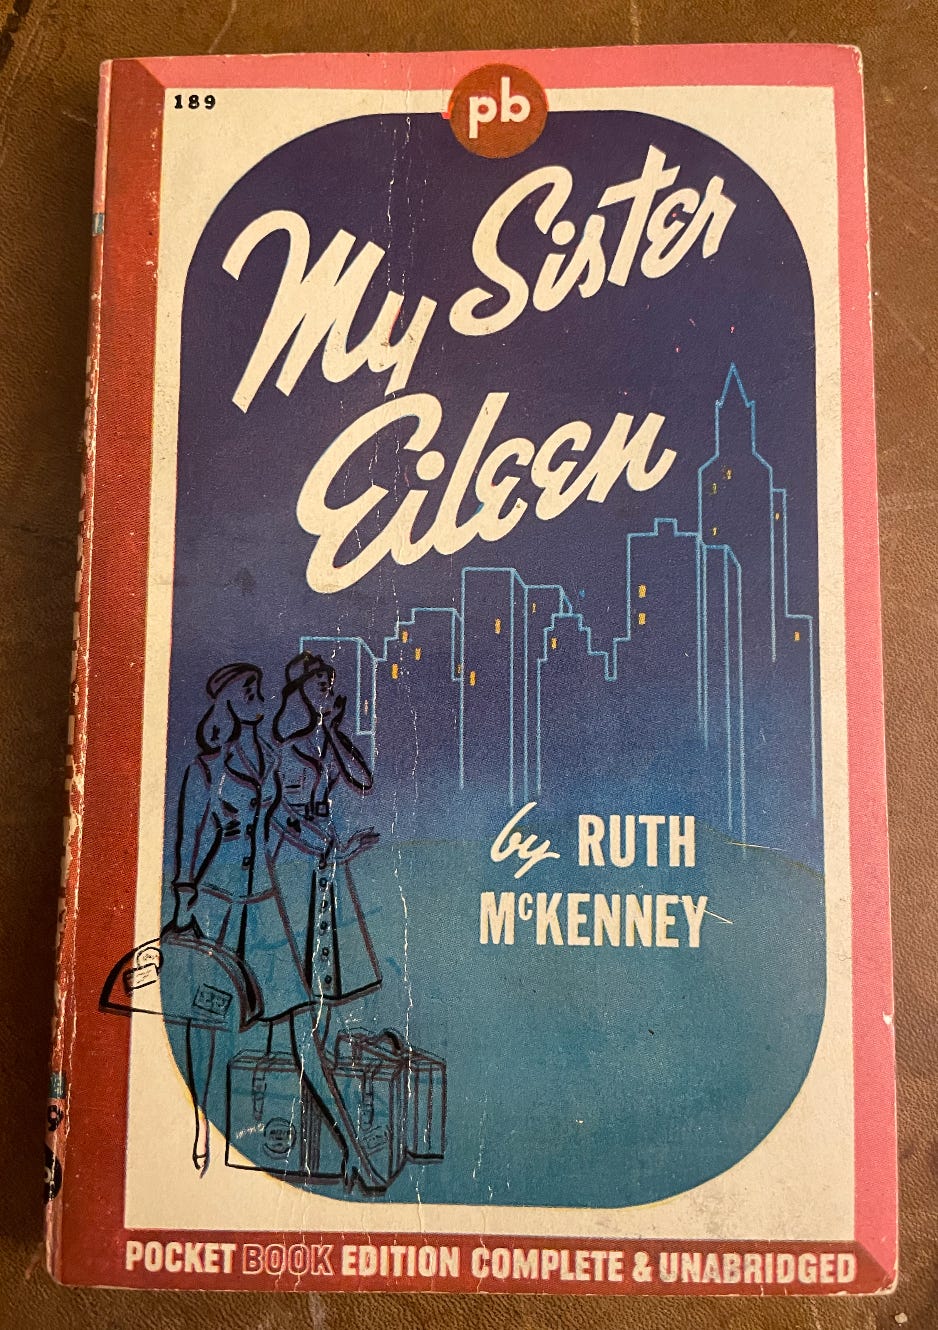 189
pb
My Sister
Eileen
by RUTH
McKENNEY
POCKET BOOK EDITION COMPLETE & UNABRIDGED